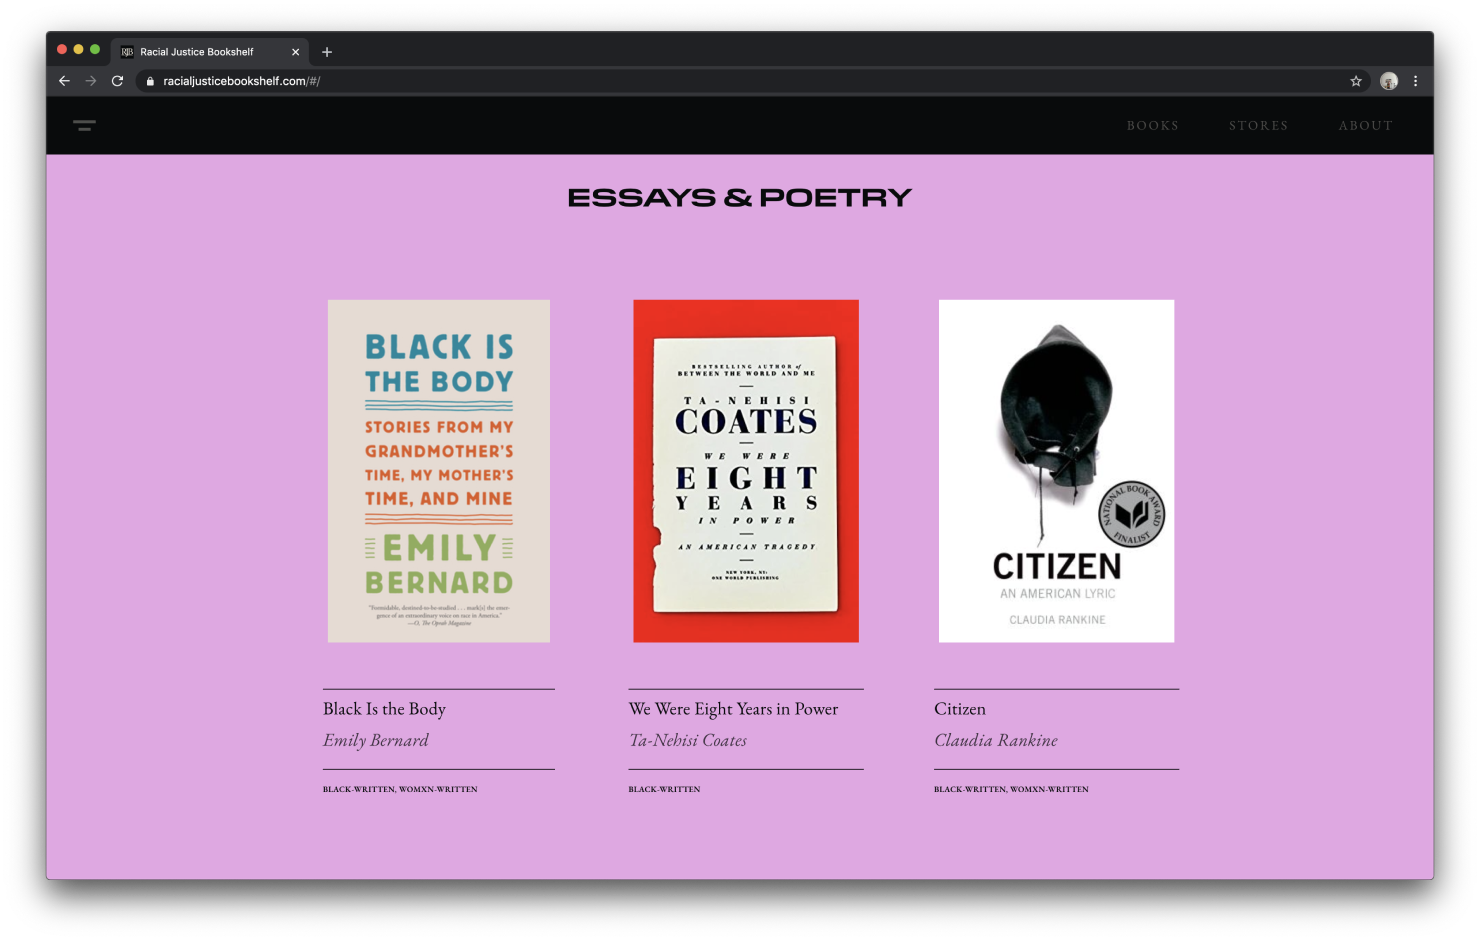 RJB Racial Justice Bookshelf
racialjusticebookshelf.com/#/
BOOKS STORES ABOUT
ESSAYS & POETRY
BLACK IS
THE BODY
STORIES FROM MY
GRANDMOTHER'S
TIME, MY MOTHER'S
TIME, AND MINE
EMILY
BERNARD
"Formidable, destined-to-be-studied . . . mark[s] the emer-
gence of an extraordinary voice on race in America."
—O, The Oprah Magazine
BESTSELLING AUTHOR of
BETWEEN THE WORLD AND ME
TA-NEHISI
COATES
WE WERE
EIGHT
YEARS
IN POWER
AN AMERICAN TRAGEDY
NEW YORK, NY:
ONE WORLD PUBLISHING
NATIONAL BOOK AWARD
FINALIST
CITIZEN
AN AMERICAN LYRIC
CLAUDIA RANKINE
Black Is the Body
Emily Bernard
BLACK-WRITTEN, WOMXN-WRITTEN
We Were Eight Years in Power
Ta-Nehisi Coates
BLACK-WRITTEN
Citizen
Claudia Rankine
BLACK-WRITTEN, WOMXN-WRITTEN